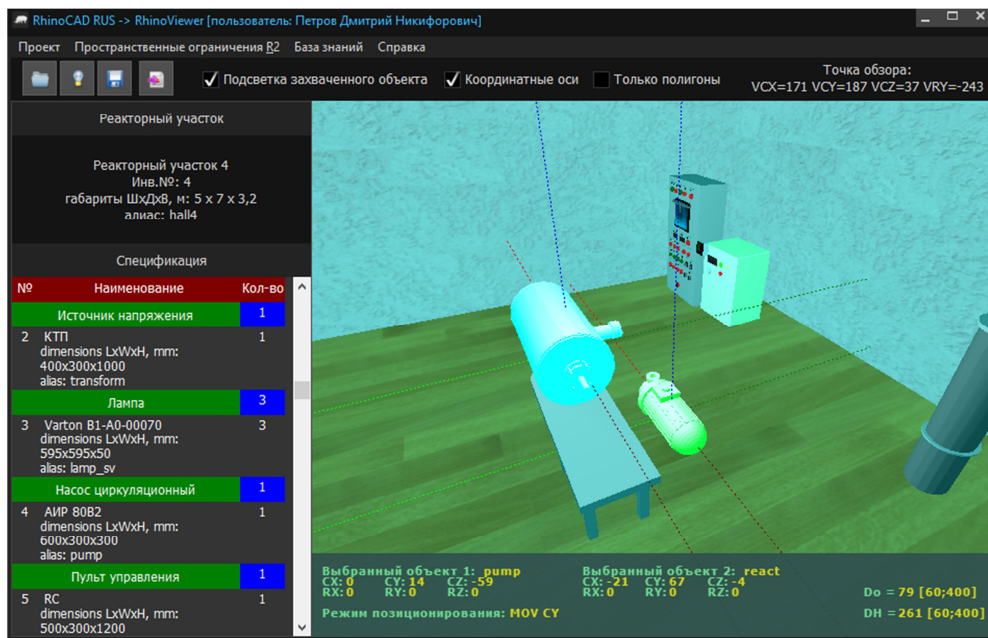 RhinoCAD RUS -> RhinoViewer [пользователь: Петров Дмитрий Никифорович]
Проект Пространственные ограничения R2 База знаний Справка
Подсветка захваченного объекта Координатные оси Только полигоны
Точка обзора:
VCX=171 VCY=187 VCZ=37 VRY=-243
Реакторный участок
Реакторный участок 4
Инв.№: 4
габариты ШxДxВ, м: 5 x 7 x 3,2
алиас: hall4
Спецификация
№ Наименование Кол-во
Источник напряжения 1
2 КТП 1
dimensions LxWxH, mm:
400x300x1000
alias: transform
Лампа 3
3 Varton B1-A0-00070 3
dimensions LxWxH, mm:
595x595x50
alias: lamp_sv
Насос циркуляционный 1
4 АИР 80В2 1
dimensions LxWxH, mm:
600x300x300
alias: pump
Пульт управления 1
5 RC 1
dimensions LxWxH, mm:
500x300x1200
Выбранный объект 1: pump
CX: 0 CY: 14 CZ: -59
RX: 0 RY: 0 RZ: 0
Выбранный объект 2: react
CX: -21 CY: 67 CZ: -4
RX: 0 RY: 0 RZ: 0
Режим позиционирования: MOV CY
Do = 79 [60;400]
DH = 261 [60;400]